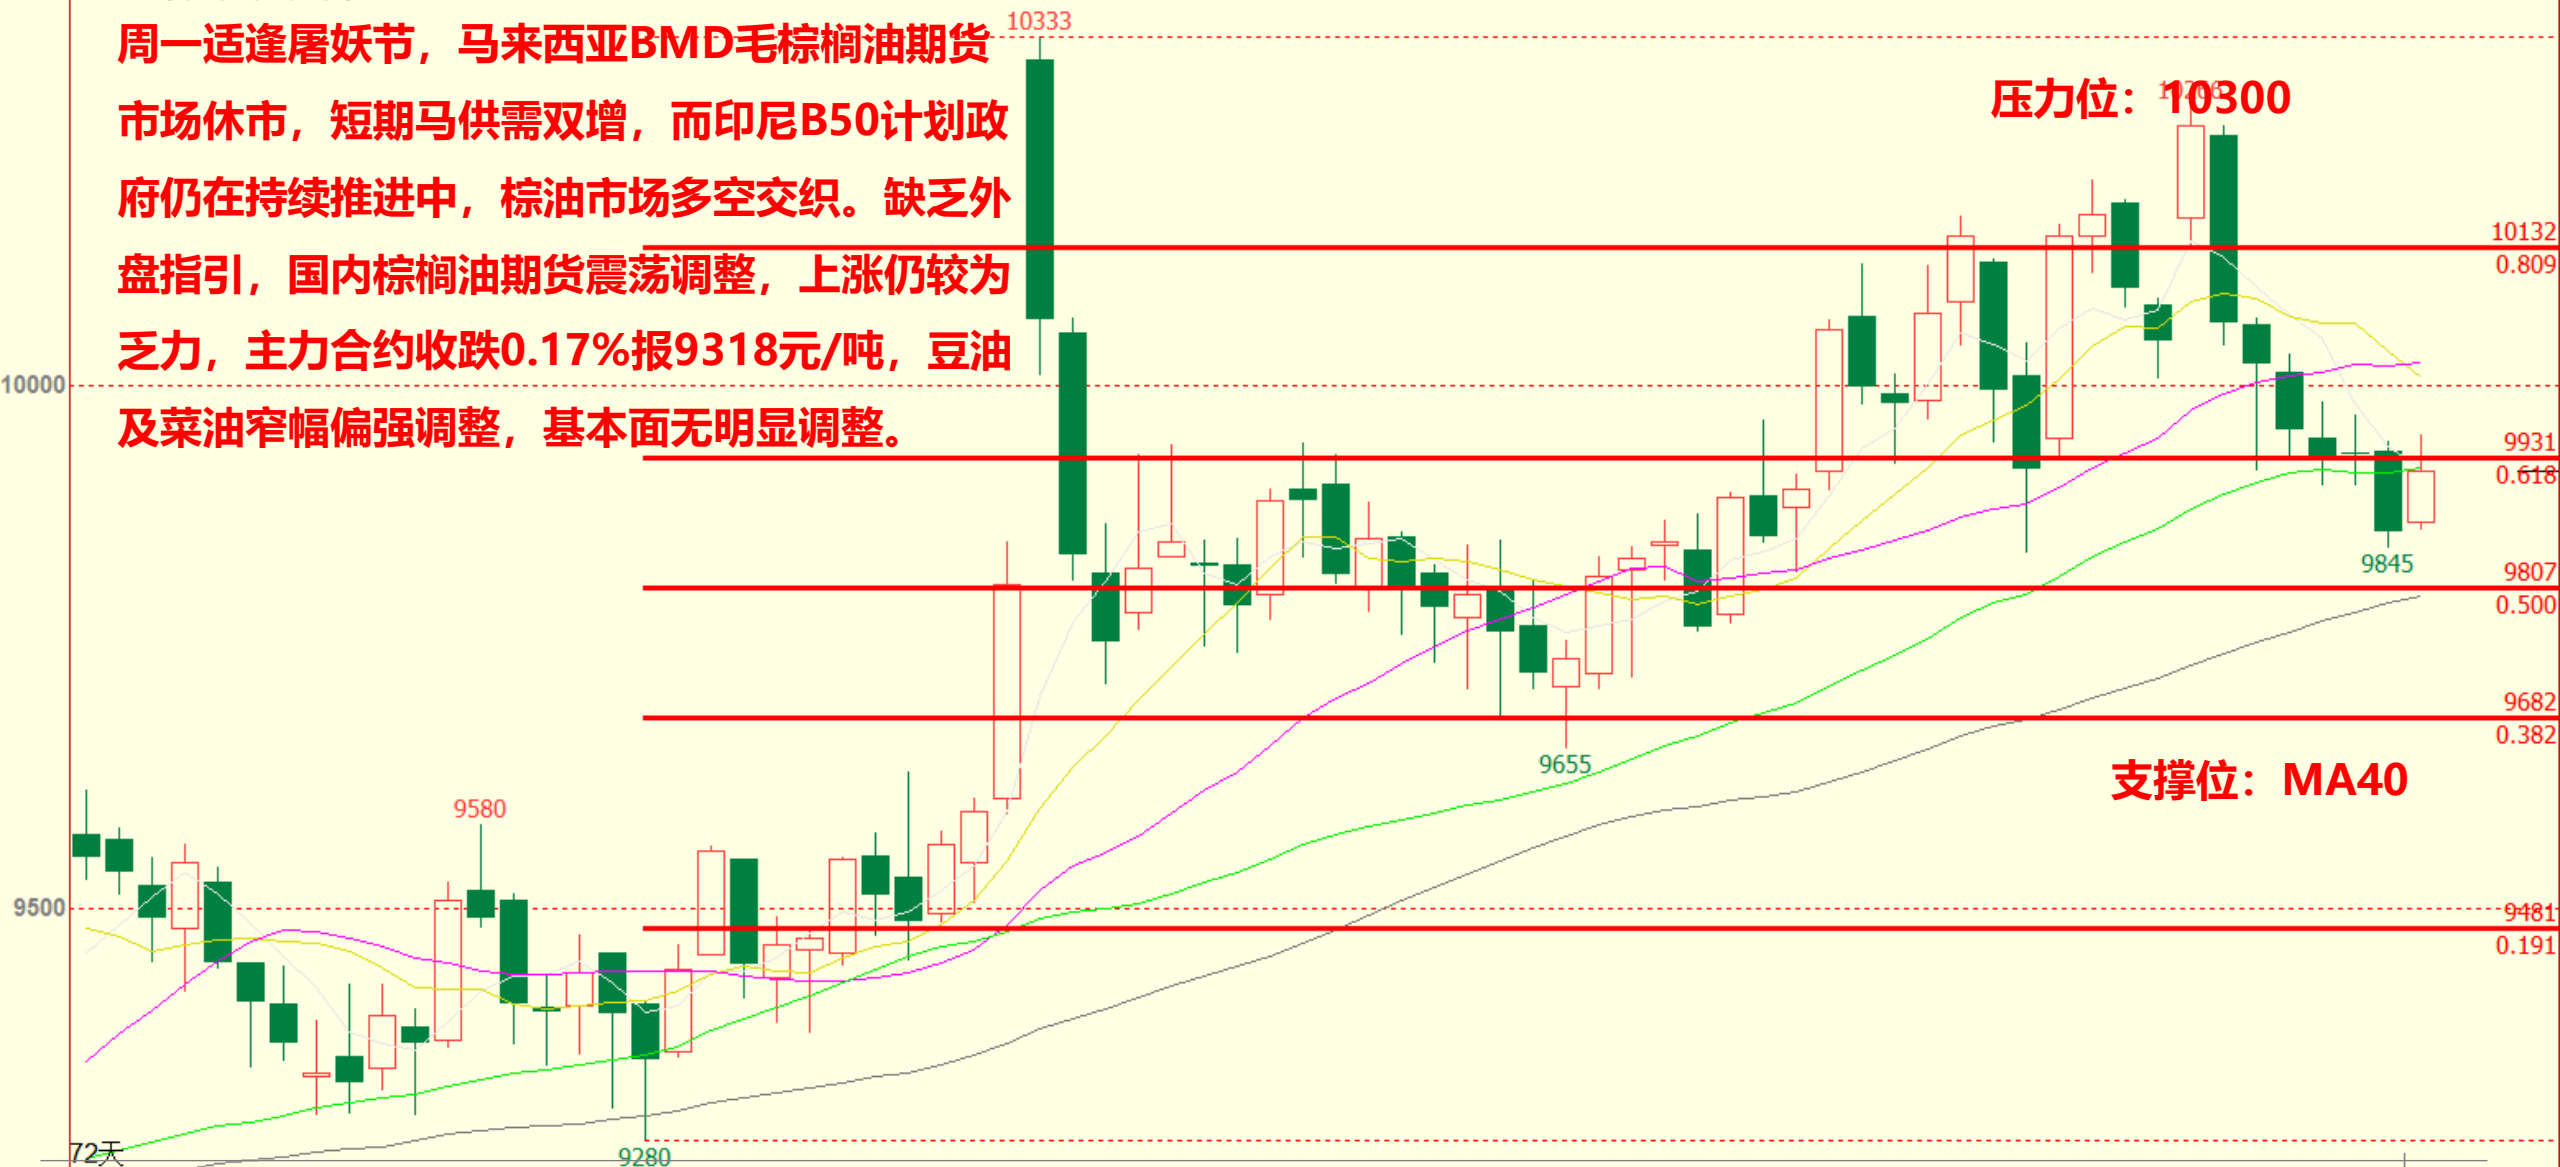 10333
周一适逢屠妖节，马来西亚BMD毛棕榈油期货
市场休市，短期马供需双增，而印尼B50计划政
府仍在持续推进中，棕油市场多空交织。缺乏外
盘指引，国内棕榈油期货震荡调整，上涨仍较为
乏力，主力合约收跌0.17%报9318元/吨，豆油
及菜油窄幅偏强调整，基本面无明显调整。
压力位：10300
10266
10132
0.809
10000
9931
0.618
9845
9807
0.500
9682
0.382
9655
支撑位：MA40
9580
9500
9481
0.191
72天
9280